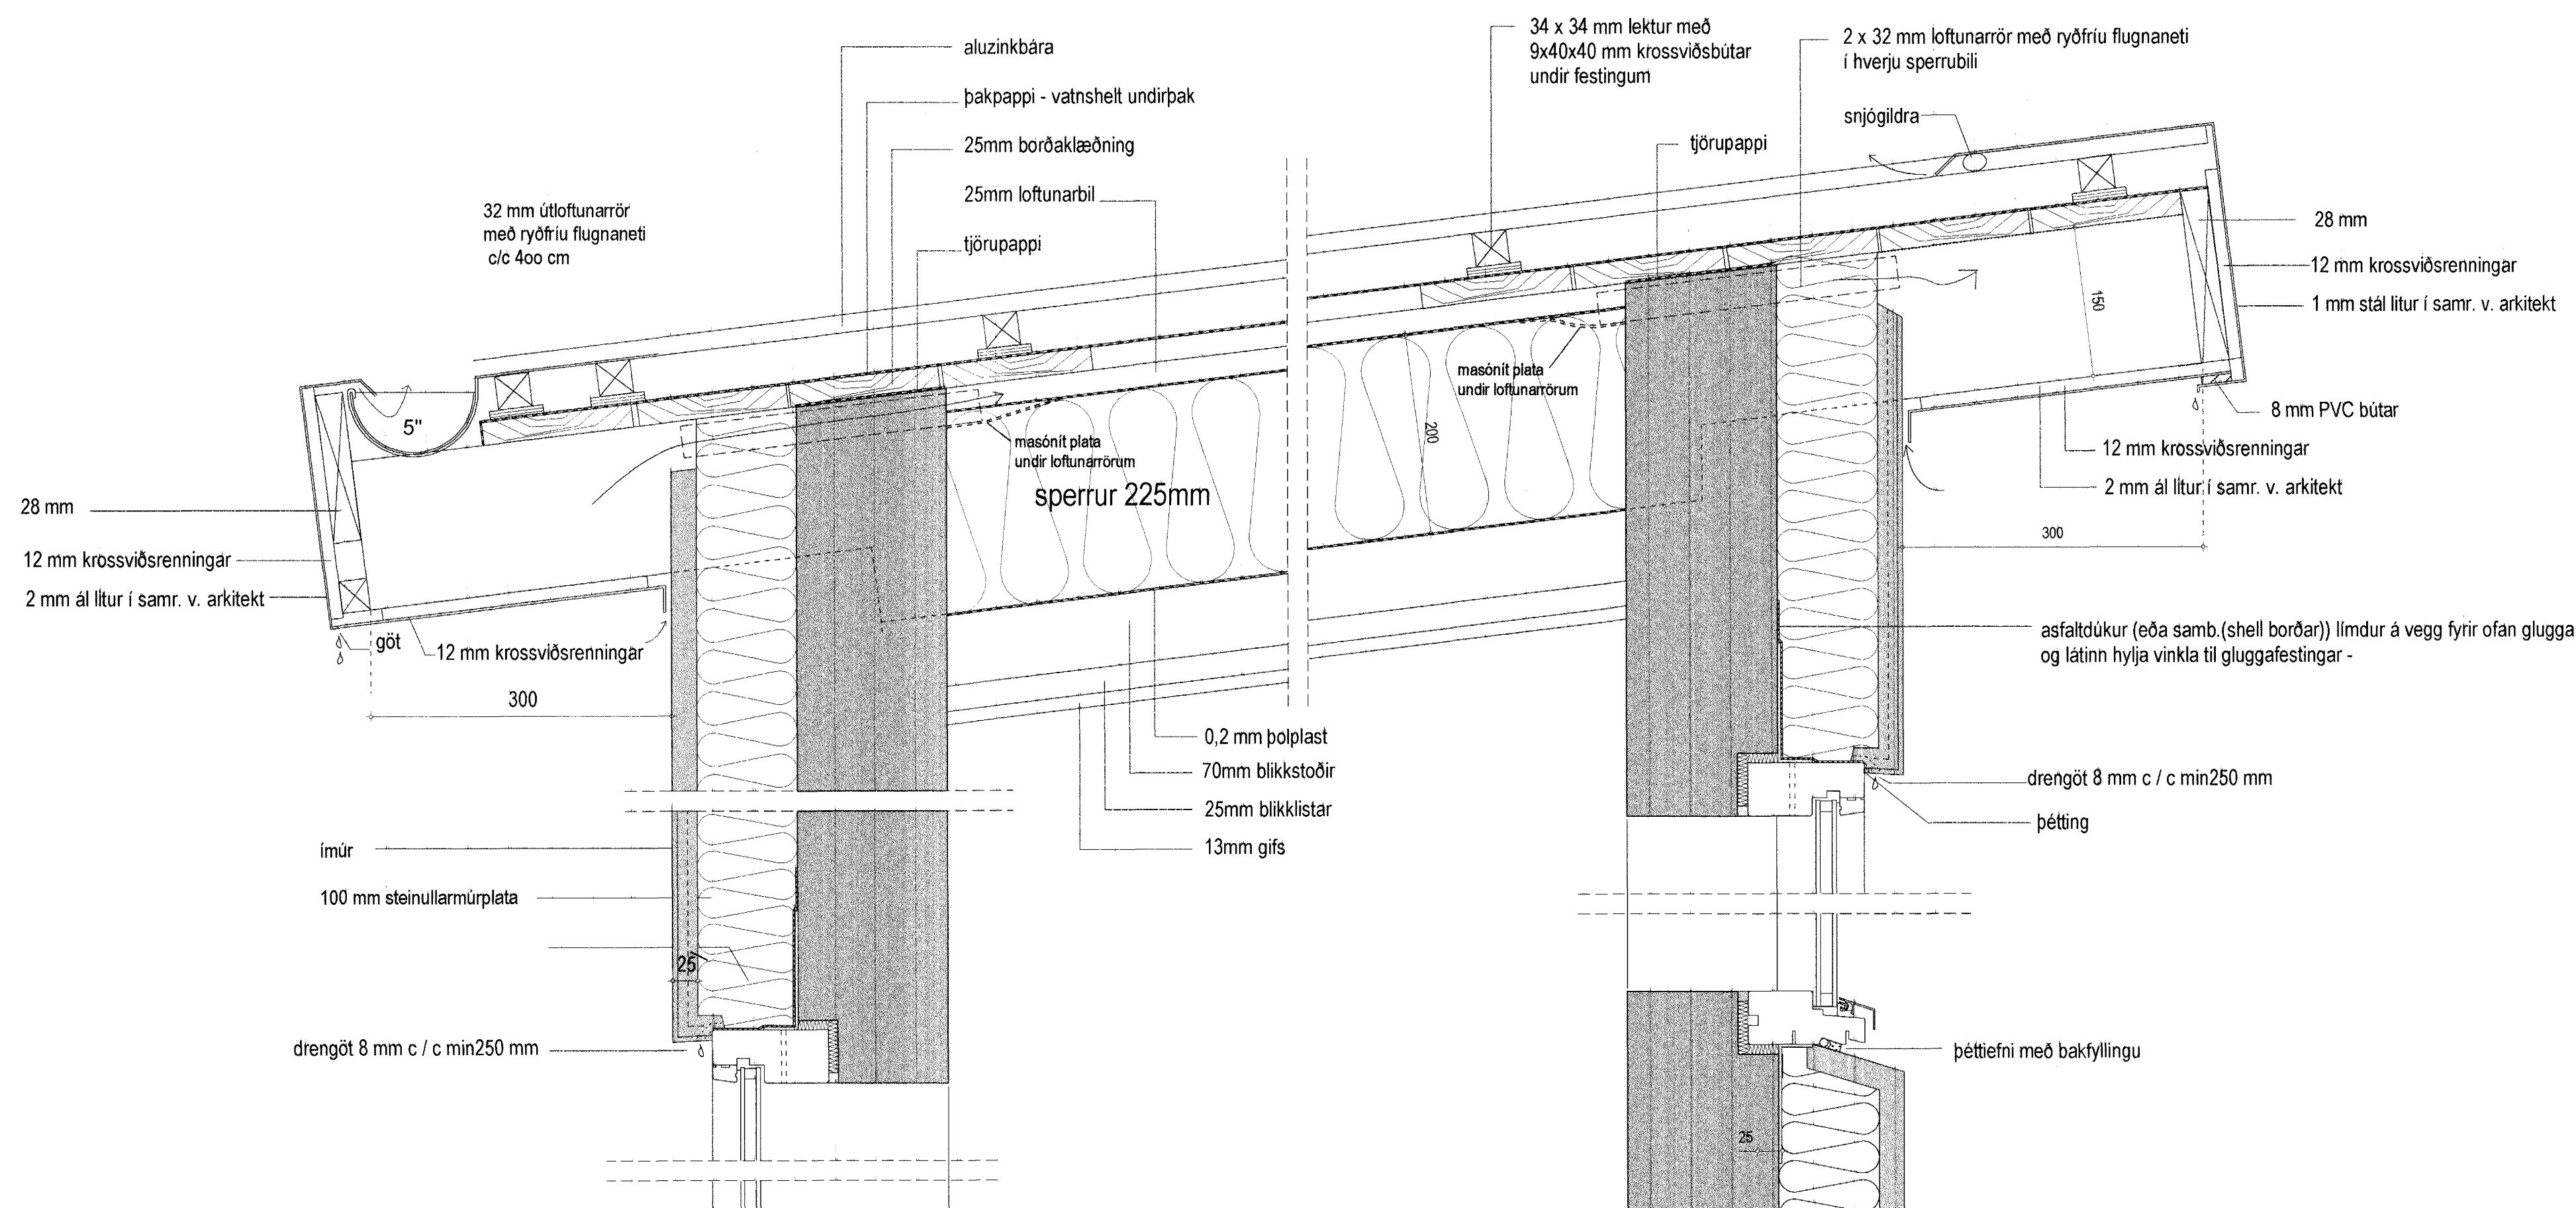 aluzinkbára
þakpappi - vatnshelt undirþak
25mm borðaklæðning
25mm loftunarbil
tjörupappi
32 mm útloftunarrör
með ryðfríu flugnaneti
c/c 4oo cm
34 x 34 mm lektur með
9x40x40 mm krossviðsbútar
undir festingum
2 x 32 mm loftunarrör með ryðfríu flugnaneti
í hverju sperrubili
snjógildra
tjörupappi
28 mm
12 mm krossviðsrenningar
1 mm stál litur í samr. v. arkitekt
150
8 mm PVC bútar
12 mm krossviðsrenningar
2 mm ál litur í samr. v. arkitekt
300
masónít plata
undir loftunarrörum
200
5"
masónít plata
undir loftunarrörum
sperrur 225mm
28 mm
12 mm krossviðsrenningar
2 mm ál litur í samr. v. arkitekt
göt
12 mm krossviðsrenningar
300
asfaltdúkur (eða samb.(shell borðar)) límdur á vegg fyrir ofan glugga
og látinn hylja vinkla til gluggafestingar -
0,2 mm þolplast
70mm blikkstoðir
25mm blikklistar
13mm gifs
drengöt 8 mm c / c min250 mm
þétting
ímúr
100 mm steinullarmúrplata
25
drengöt 8 mm c / c min250 mm
þéttiefni með bakfyllingu
25